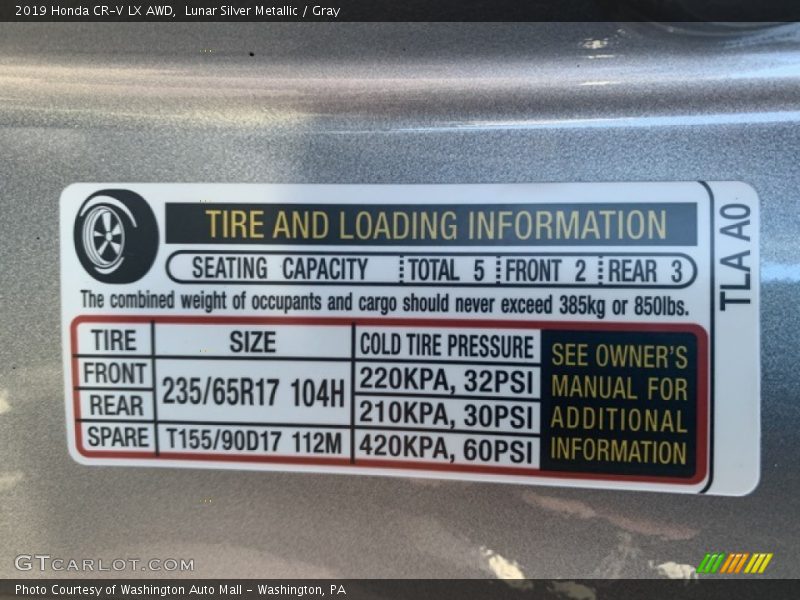 2019 Honda CR-V LX AWD, Lunar Silver Metallic / Gray
TIRE AND LOADING INFORMATION
SEATING CAPACITY TOTAL 5 FRONT 2 REAR 3
The combined weight of occupants and cargo should never exceed 385kg or 850lbs.
TIRE SIZE COLD TIRE PRESSURE
FRONT 235/65R17 104H 220KPA, 32PSI
REAR 210KPA, 30PSI
SPARE T155/90D17 112M 420KPA, 60PSI
SEE OWNER'S
MANUAL FOR
ADDITIONAL
INFORMATION
TLA A0
GTCARLOT.COM
Photo Courtesy of Washington Auto Mall - Washington, PA